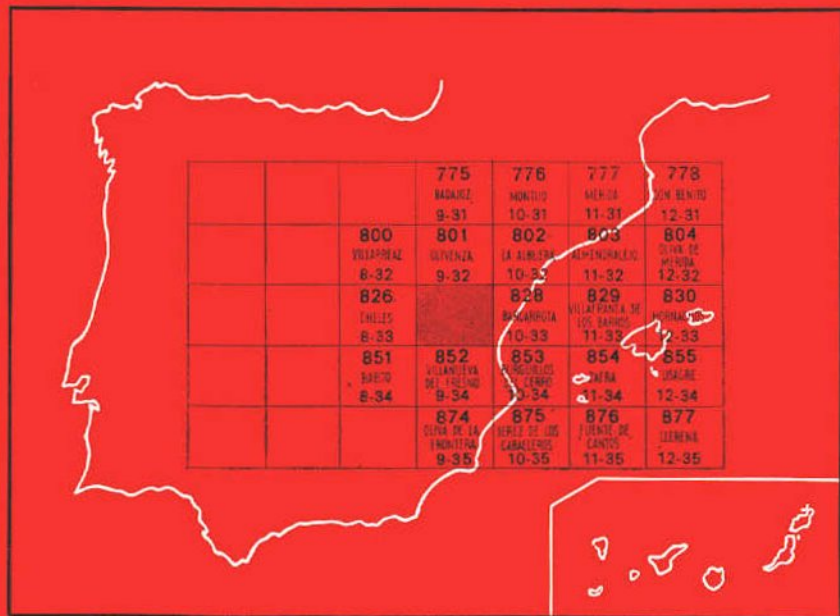 775 776 777 778
BADAJOZ MONTIJO MERIDA DON BENITO
9-31 10-31 11-31 12-31
800 801 802 803 804
VILLARREAL OLIVENZA LA ALBUERA ALMENDRALEJO OLIVA DE MERIDA
8-32 9-32 10-32 11-32 12-32
826 828 829 830
CHELES BARCARROTA VILLAFRANCA DE LOS BARROS HORNACHOS
8-33 10-33 11-33 12-33
851 852 853 854 855
VILLANUEVA DEL FRESNO BURGUILLOS DE CERRO ZAFRA USAGRE
8-34 9-34 10-34 11-34 12-34
874 875 876 877
OLIVA DE LA FRONTERA JEREZ DE LOS CABALLEROS FUENTE DE CANTOS LLERENA
9-35 10-35 11-35 12-35